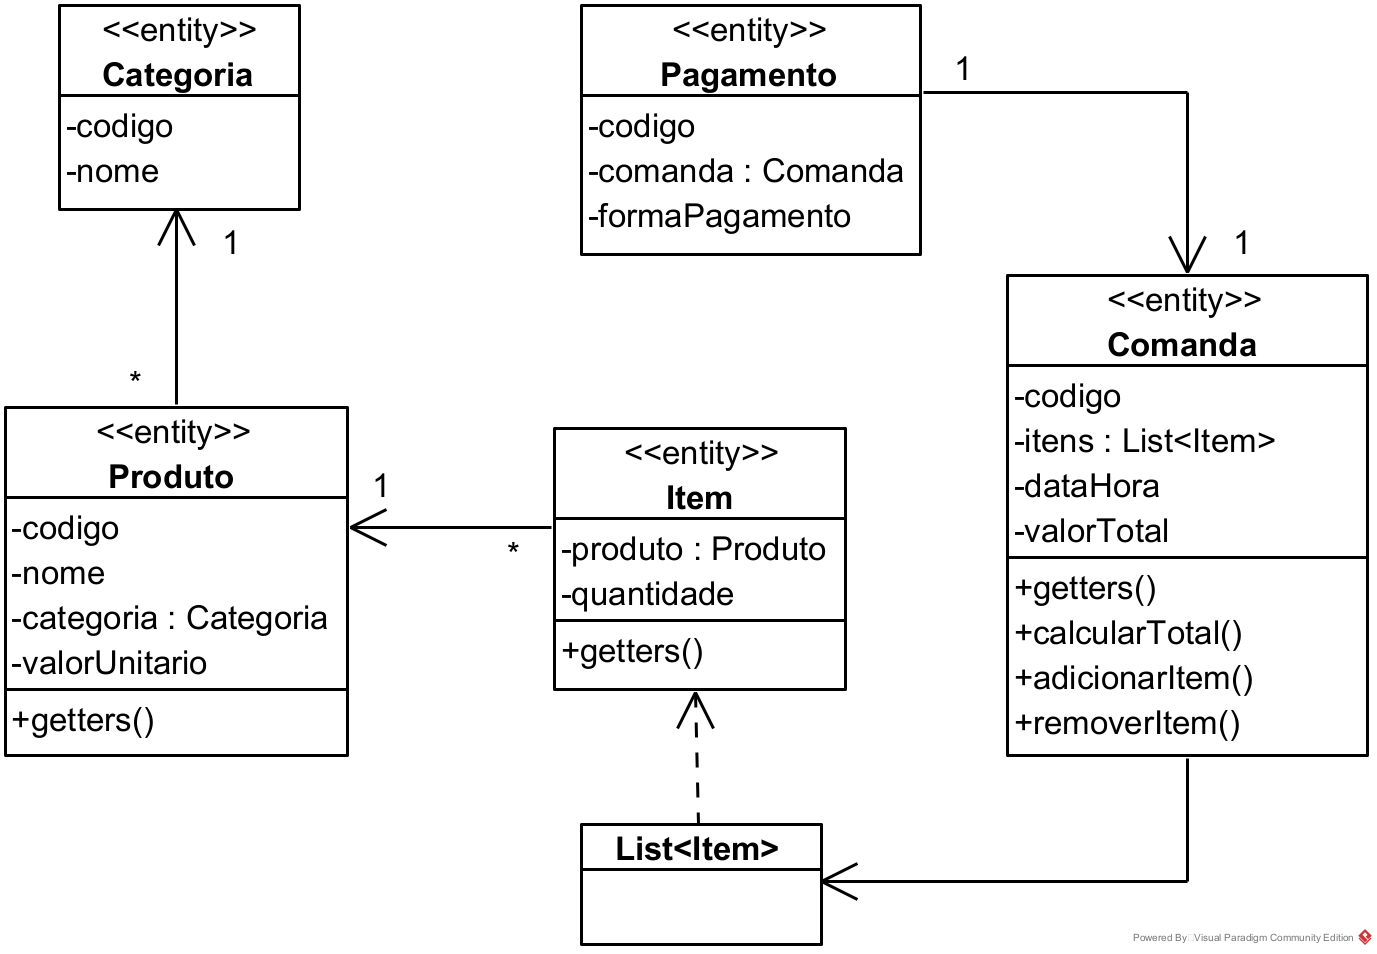 <<entity>>
Categoria
-codigo
-nome
1
*
<<entity>>
Pagamento
-codigo
-comanda : Comanda
-formaPagamento
1
1
<<entity>>
Comanda
-codigo
-itens : List<Item>
-dataHora
-valorTotal
+getters()
+calcularTotal()
+adicionarItem()
+removerItem()
<<entity>>
Produto
-codigo
-nome
-categoria : Categoria
-valorUnitario
+getters()
1
*
<<entity>>
Item
-produto : Produto
-quantidade
+getters()
List<Item>
Powered By Visual Paradigm Community Edition